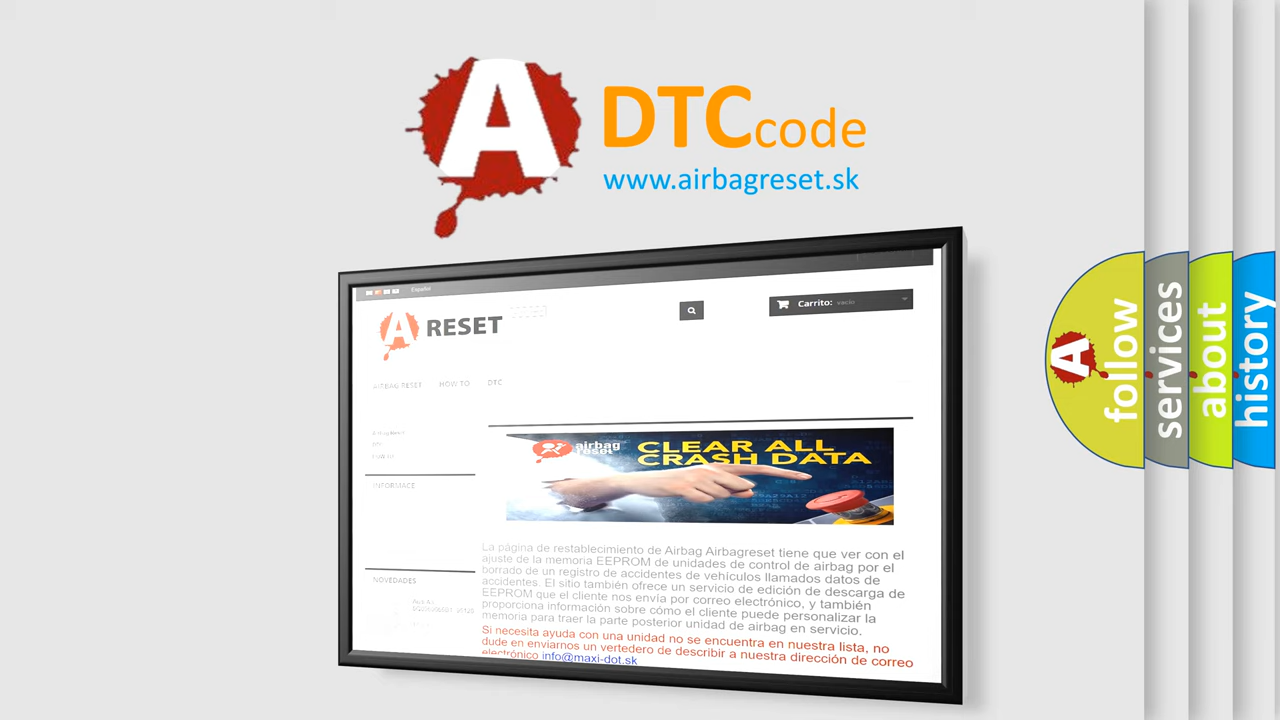 A DTC code
www.airbagreset.sk
Español
A RESET
Carrito: vacío
AIRBAG RESET HOW TO DTC
INFORMACE
NOVEDADES
airbag
reset
CLEAR ALL
CRASH DATA
La página de restablecimiento de Airbag Airbagreset tiene que ver con el
ajuste de la memoria EEPROM de unidades de control de airbag por el
borrado de un registro de accidentes de vehículos llamados datos de
accidentes. El sitio también ofrece un servicio de edición de descarga de
EEPROM que el cliente nos envía por correo electrónico, y también
proporciona información sobre cómo el cliente puede personalizar la
memoria para traer la parte posterior unidad de airbag en servicio.
Si necesita ayuda con una unidad no se encuentra en nuestra lista, no
dude en enviarnos un vertedero de describir a nuestra dirección de correo
electrónico info@maxi-dot.sk
A
follow
services
about
history